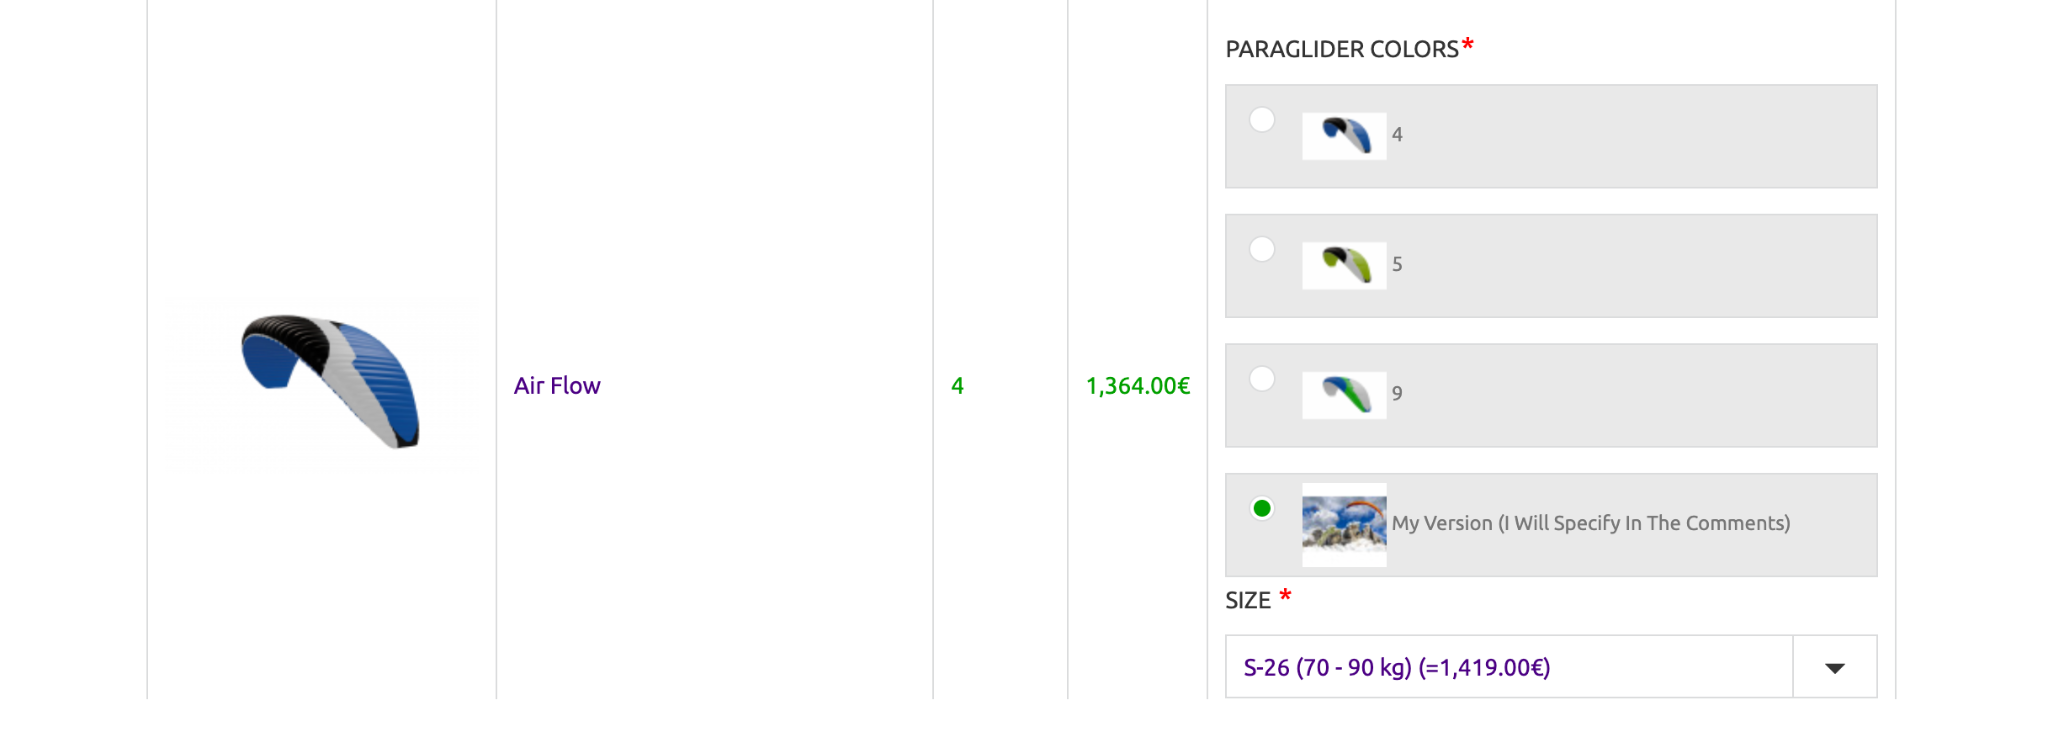 PARAGLIDER COLORS*
4
5
9
My Version (I Will Specify In The Comments)
Air Flow
4
1,364.00€
SIZE *
S-26 (70 - 90 kg) (=1,419.00€)